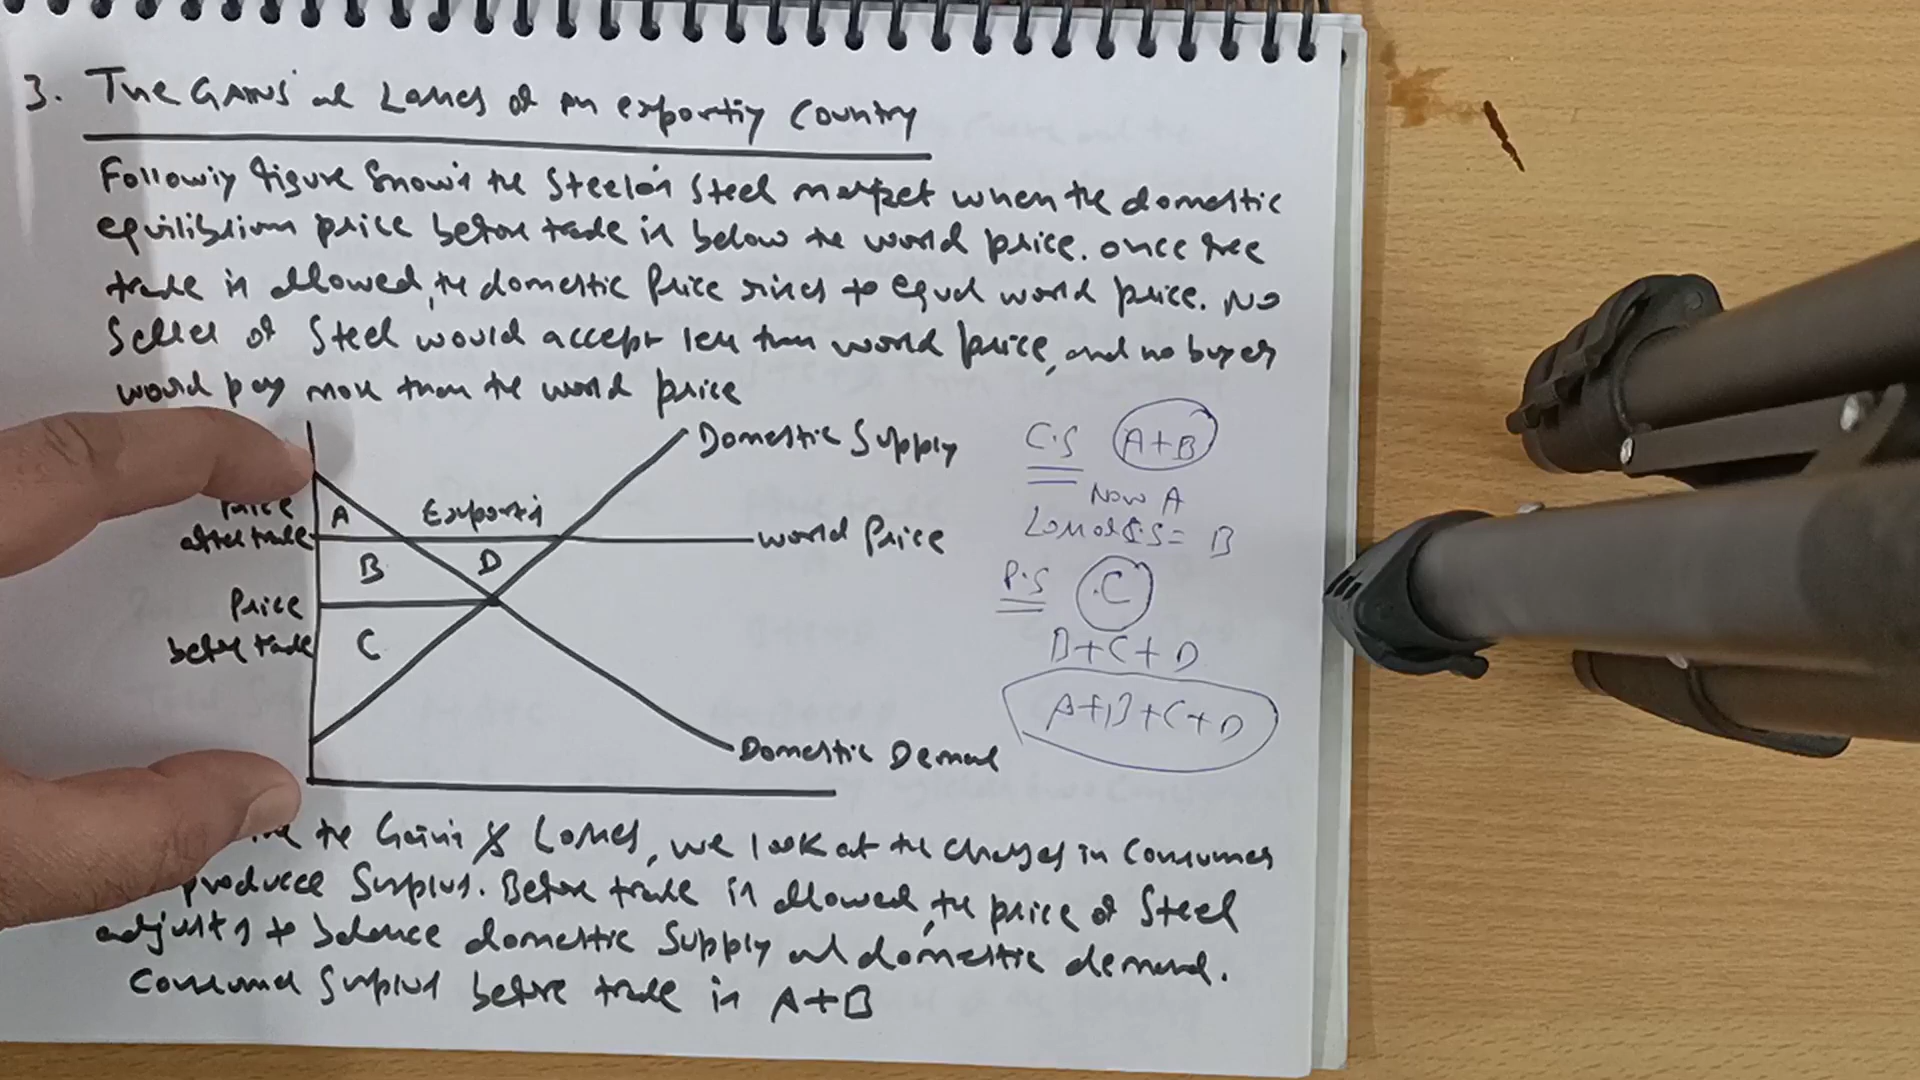 3. The GAINS and Losses of an exporting Country
Following figure shows the Steel market when the domestic
equilibrium price before trade is below the world price. once free
trade is allowed, the domestic Price rises to equal world price. No
Seller of Steel would accept less than world price, and no buyer
would pay more than the world price
Domestic Supply
Price
after trade
A
Exports
world Price
B
D
Price
before trade
C
Domestic Demand
C.S A+B
Now A
Loss of C.S = B
P.S C
B+C+D
A+B+C+D
the Gains & Losses, we look at the changes in Consumer
producer Surplus. Before trade is allowed, the price of Steel
adjusts to balance domestic Supply and domestic demand.
Consumer Surplus before trade is A+B